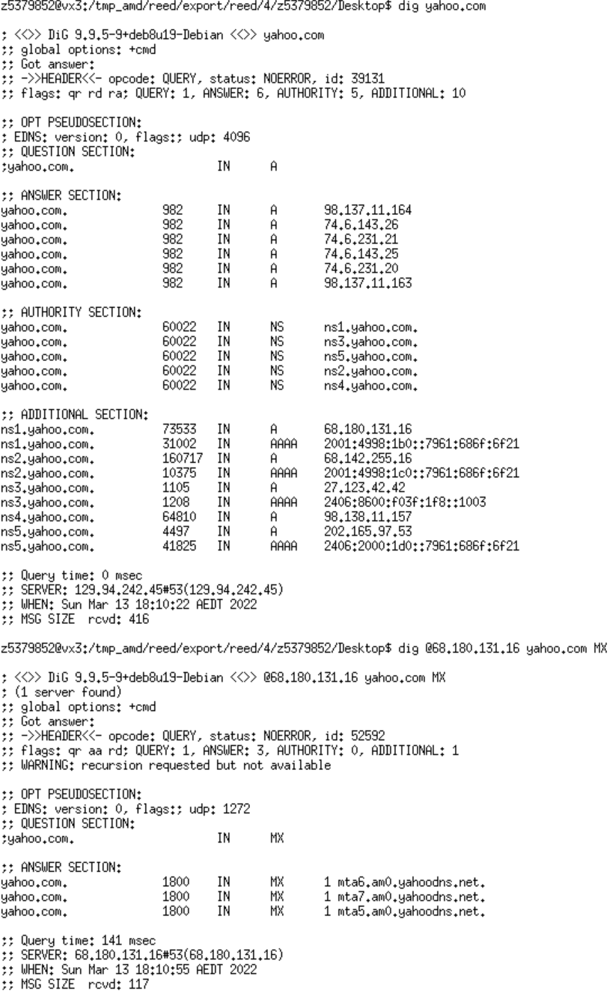 z5379852@vx3:/tmp_amd/reed/export/reed/4/z5379852/Desktop$ dig yahoo.com
; <<>> DiG 9.9.5-9+deb8u19-Debian <<>> yahoo.com
;; global options: +cmd
;; Got answer:
;; ->>HEADER<<- opcode: QUERY, status: NOERROR, id: 39131
;; flags: qr rd ra; QUERY: 1, ANSWER: 6, AUTHORITY: 5, ADDITIONAL: 10
;; OPT PSEUDOSECTION:
; EDNS: version: 0, flags:; udp: 4096
;; QUESTION SECTION:
;yahoo.com. IN A
;; ANSWER SECTION:
yahoo.com. 982 IN A 98.137.11.164
yahoo.com. 982 IN A 74.6.143.26
yahoo.com. 982 IN A 74.6.231.21
yahoo.com. 982 IN A 74.6.143.25
yahoo.com. 982 IN A 74.6.231.20
yahoo.com. 982 IN A 98.137.11.163
;; AUTHORITY SECTION:
yahoo.com. 60022 IN NS ns1.yahoo.com.
yahoo.com. 60022 IN NS ns3.yahoo.com.
yahoo.com. 60022 IN NS ns5.yahoo.com.
yahoo.com. 60022 IN NS ns2.yahoo.com.
yahoo.com. 60022 IN NS ns4.yahoo.com.
;; ADDITIONAL SECTION:
ns1.yahoo.com. 73533 IN A 68.180.131.16
ns1.yahoo.com. 31002 IN AAAA 2001:4998:1b0::7961:686f:6f21
ns2.yahoo.com. 160717 IN A 68.142.255.16
ns2.yahoo.com. 10375 IN AAAA 2001:4998:1c0::7961:686f:6f21
ns3.yahoo.com. 1105 IN A 27.123.42.42
ns3.yahoo.com. 1208 IN AAAA 2406:8600:f03f:1f8::1003
ns4.yahoo.com. 64810 IN A 98.138.11.157
ns5.yahoo.com. 4497 IN A 202.165.97.53
ns5.yahoo.com. 41825 IN AAAA 2406:2000:1d0::7961:686f:6f21
;; Query time: 0 msec
;; SERVER: 129.94.242.45#53(129.94.242.45)
;; WHEN: Sun Mar 13 18:10:22 AEDT 2022
;; MSG SIZE rcvd: 416
z5379852@vx3:/tmp_amd/reed/export/reed/4/z5379852/Desktop$ dig @68.180.131.16 yahoo.com MX
; <<>> DiG 9.9.5-9+deb8u19-Debian <<>> @68.180.131.16 yahoo.com MX
; (1 server found)
;; global options: +cmd
;; Got answer:
;; ->>HEADER<<- opcode: QUERY, status: NOERROR, id: 52592
;; flags: qr aa rd; QUERY: 1, ANSWER: 3, AUTHORITY: 0, ADDITIONAL: 1
;; WARNING: recursion requested but not available
;; OPT PSEUDOSECTION:
; EDNS: version: 0, flags:; udp: 1272
;; QUESTION SECTION:
;yahoo.com. IN MX
;; ANSWER SECTION:
yahoo.com. 1800 IN MX 1 mta6.am0.yahoodns.net.
yahoo.com. 1800 IN MX 1 mta7.am0.yahoodns.net.
yahoo.com. 1800 IN MX 1 mta5.am0.yahoodns.net.
;; Query time: 141 msec
;; SERVER: 68.180.131.16#53(68.180.131.16)
;; WHEN: Sun Mar 13 18:10:55 AEDT 2022
;; MSG SIZE rcvd: 117